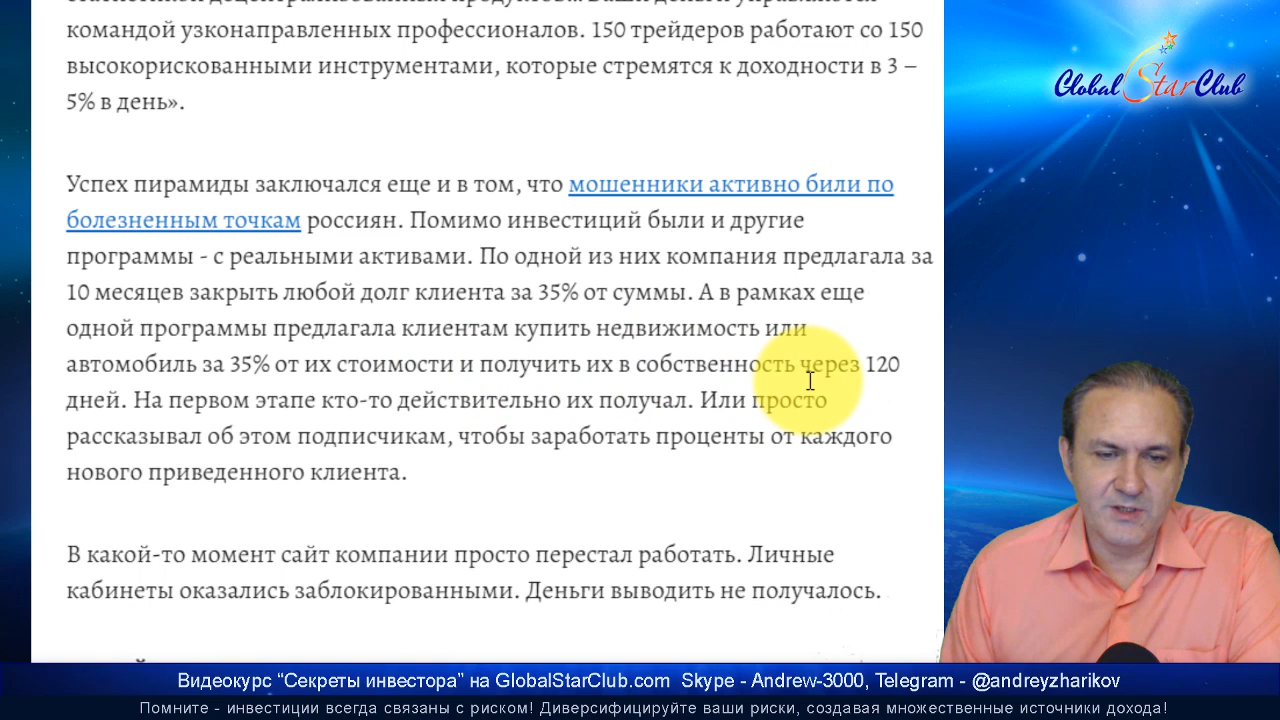 командой узконаправленных профессионалов. 150 трейдеров работают со 150
высокорискованными инструментами, которые стремятся к доходности в 3 –
5% в день».
Успех пирамиды заключался еще и в том, что мошенники активно били по
болезненным точкам россиян. Помимо инвестиций были и другие
программы - с реальными активами. По одной из них компания предлагала за
10 месяцев закрыть любой долг клиента за 35% от суммы. А в рамках еще
одной программы предлагала клиентам купить недвижимость или
автомобиль за 35% от их стоимости и получить их в собственность через 120
дней. На первом этапе кто-то действительно их получал. Или просто
рассказывал об этом подписчикам, чтобы заработать проценты от каждого
нового приведенного клиента.
В какой-то момент сайт компании просто перестал работать. Личные
кабинеты оказались заблокированными. Деньги выводить не получалось.
Global Star Club
Видеокурс “Секреты инвестора” на GlobalStarClub.com Skype - Andrew-3000, Telegram - @andreyzharikov
Помните - инвестиции всегда связаны с риском! Диверсифицируйте ваши риски, создавая множественные источники дохода!